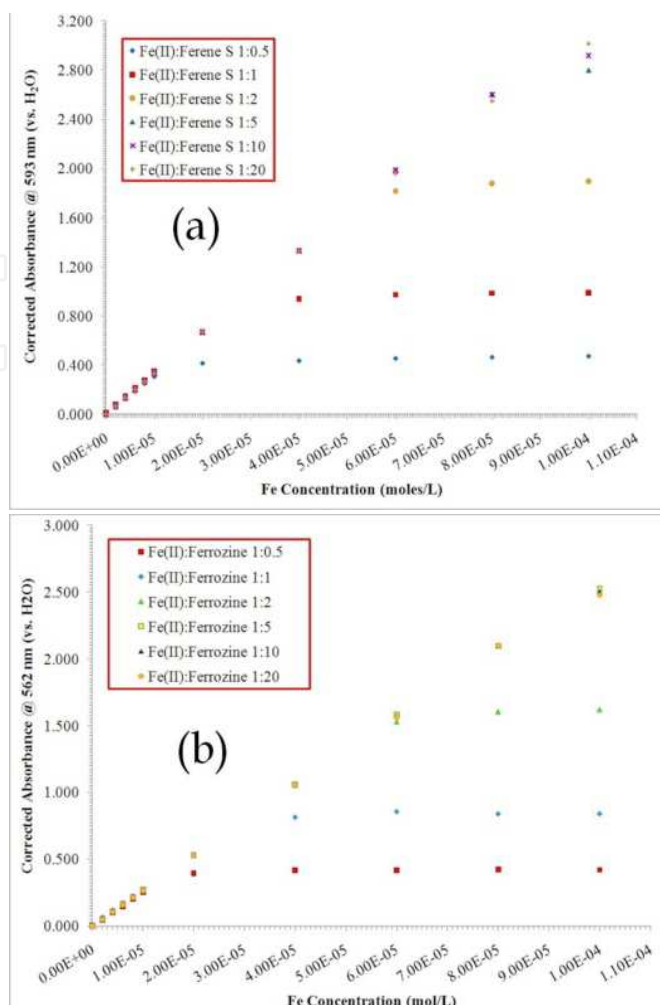 3.200
2.800
2.400
2.000
1.600
1.200
0.800
0.400
0.000
Corrected Absorbance @ 593 nm (vs. H₂O)
Fe(II):Ferene S 1:0.5
Fe(II):Ferene S 1:1
Fe(II):Ferene S 1:2
Fe(II):Ferene S 1:5
Fe(II):Ferene S 1:10
Fe(II):Ferene S 1:20
(a)
0.00E+00
1.00E-05
2.00E-05
3.00E-05
4.00E-05
5.00E-05
6.00E-05
7.00E-05
8.00E-05
9.00E-05
1.00E-04
1.10E-04
Fe Concentration (moles/L)
3.000
2.500
2.000
1.500
1.000
0.500
0.000
Corrected Absorbance @ 562 nm (vs. H2O)
Fe(II):Ferrozine 1:0.5
Fe(II):Ferrozine 1:1
Fe(II):Ferrozine 1:2
Fe(II):Ferrozine 1:5
Fe(II):Ferrozine 1:10
Fe(II):Ferrozine 1:20
(b)
0.00E+00
1.00E-05
2.00E-05
3.00E-05
4.00E-05
5.00E-05
6.00E-05
7.00E-05
8.00E-05
9.00E-05
1.00E-04
1.10E-04
Fe Concentration (mol/L)